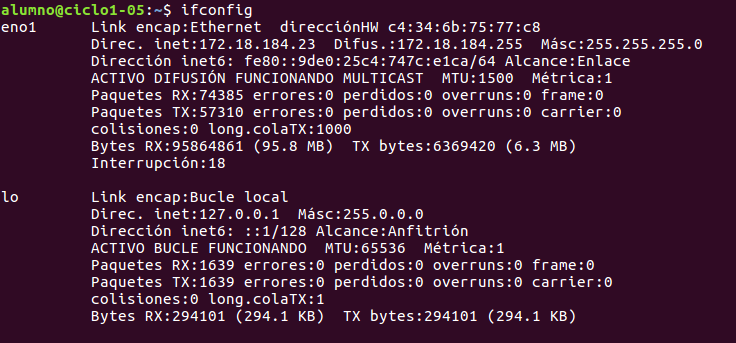 alumno@ciclo1-05:~$ ifconfig
eno1      Link encap:Ethernet  direcciónHW c4:34:6b:75:77:c8
          Direc. inet:172.18.184.23  Difus.:172.18.184.255  Másc:255.255.255.0
          Dirección inet6: fe80::9de0:25c4:747c:e1ca/64 Alcance:Enlace
          ACTIVO DIFUSIÓN FUNCIONANDO MULTICAST  MTU:1500  Métrica:1
          Paquetes RX:74385 errores:0 perdidos:0 overruns:0 frame:0
          Paquetes TX:57310 errores:0 perdidos:0 overruns:0 carrier:0
          colisiones:0 long.colaTX:1000
          Bytes RX:95864861 (95.8 MB)  TX bytes:6369420 (6.3 MB)
          Interrupción:18
lo        Link encap:Bucle local
          Direc. inet:127.0.0.1  Másc:255.0.0.0
          Dirección inet6: ::1/128 Alcance:Anfitrión
          ACTIVO BUCLE FUNCIONANDO  MTU:65536  Métrica:1
          Paquetes RX:1639 errores:0 perdidos:0 overruns:0 frame:0
          Paquetes TX:1639 errores:0 perdidos:0 overruns:0 carrier:0
          colisiones:0 long.colaTX:1
          Bytes RX:294101 (294.1 KB)  TX bytes:294101 (294.1 KB)